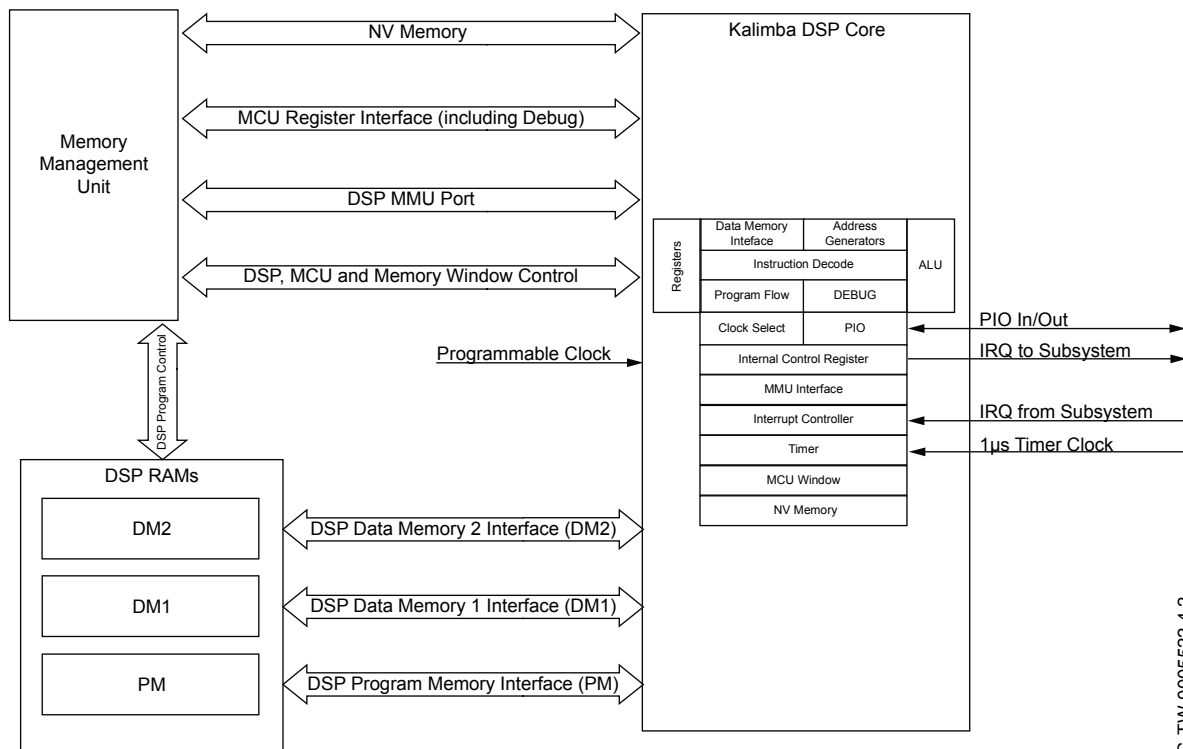 NV Memory
Kalimba DSP Core
MCU Register Interface (including Debug)
Memory
Management
Unit
DSP MMU Port
DSP, MCU and Memory Window Control
Registers
Data Memory
Inteface
Address
Generators
Instruction Decode
ALU
Program Flow
DEBUG
Clock Select
PIO
PIO In/Out
Programmable Clock
Internal Control Register
IRQ to Subsystem
MMU Interface
Interrupt Controller
IRQ from Subsystem
Timer
1µs Timer Clock
MCU Window
NV Memory
DSP Program Control
DSP RAMs
DM2
DSP Data Memory 2 Interface (DM2)
DM1
DSP Data Memory 1 Interface (DM1)
PM
DSP Program Memory Interface (PM)